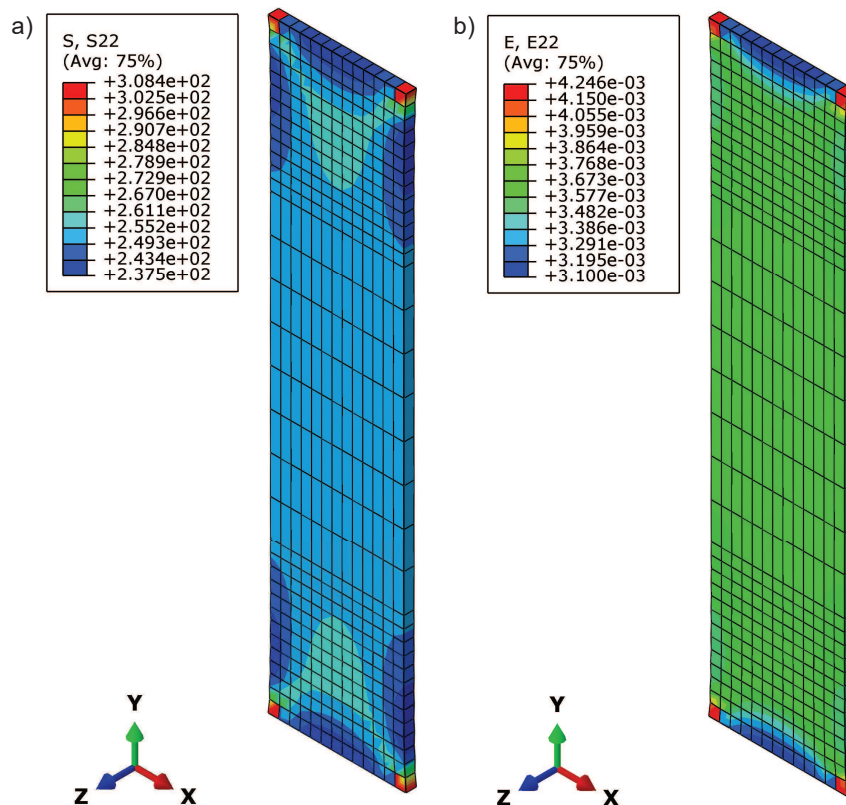 a)
S, S22
(Avg: 75%)
+3.084e+02
+3.025e+02
+2.966e+02
+2.907e+02
+2.848e+02
+2.789e+02
+2.729e+02
+2.670e+02
+2.611e+02
+2.552e+02
+2.493e+02
+2.434e+02
+2.375e+02
Y
Z
X
b)
E, E22
(Avg: 75%)
+4.246e-03
+4.150e-03
+4.055e-03
+3.959e-03
+3.864e-03
+3.768e-03
+3.673e-03
+3.577e-03
+3.482e-03
+3.386e-03
+3.291e-03
+3.195e-03
+3.100e-03
Y
Z
X